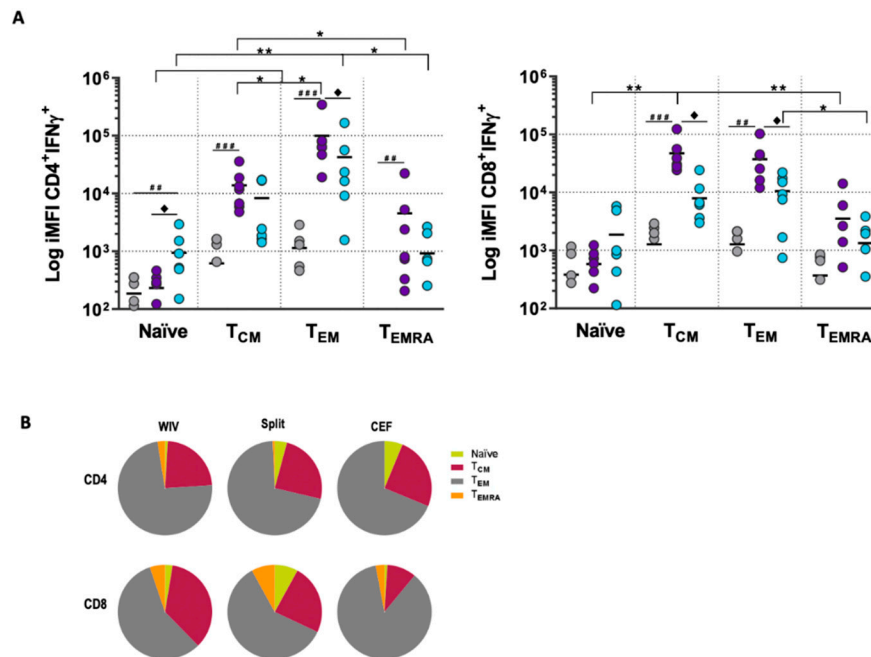 A
*
** *
* *
### ◆
###
##
## ◆
Log iMFI CD4⁺IFNγ⁺
10⁶
10⁵
10⁴
10³
10²
Naïve T_CM T_EM T_EMRA
** **
*
### ◆ ## ◆
Log iMFI CD8⁺IFNγ⁺
10⁶
10⁵
10⁴
10³
10²
Naïve T_CM T_EM T_EMRA
B
WIV Split CEF
CD4
CD8
Naïve
T_CM
T_EM
T_EMRA